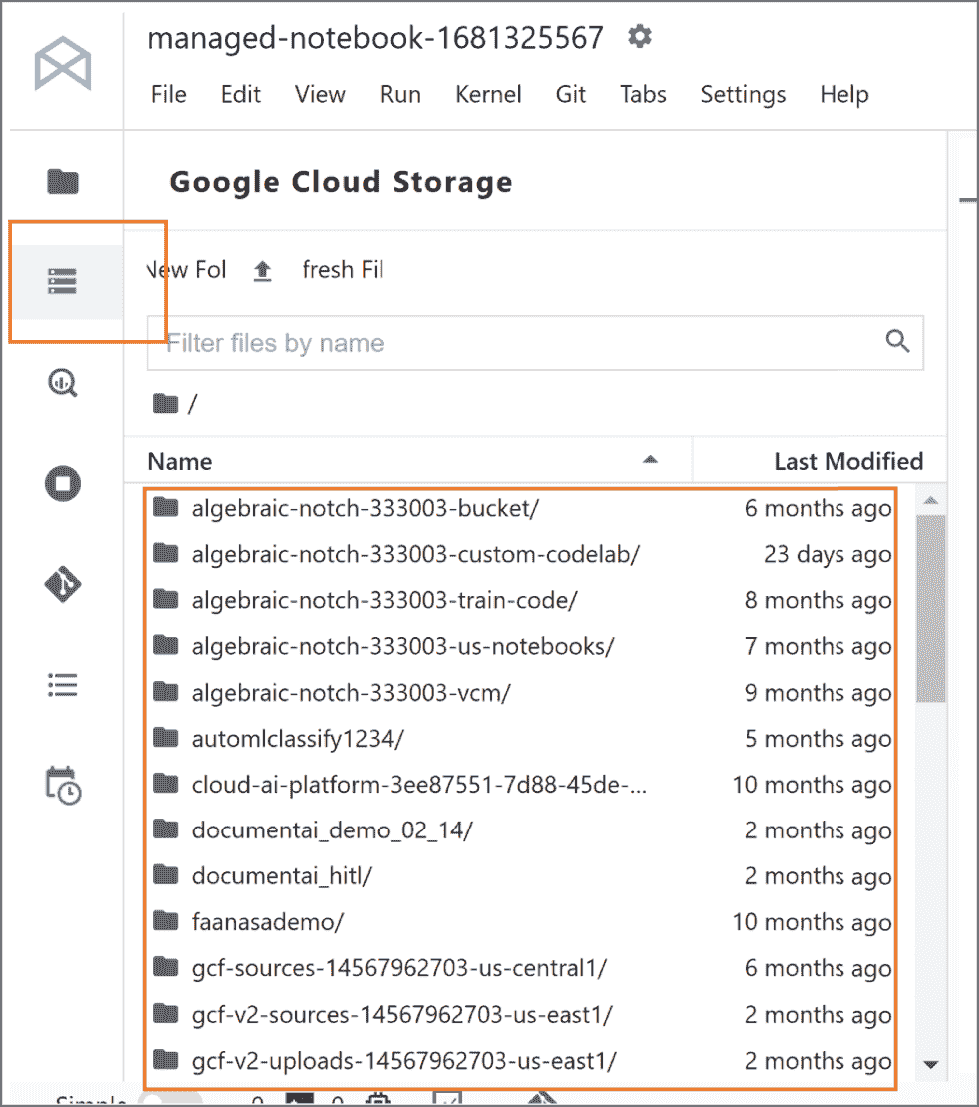 managed-notebook-1681325567
File Edit View Run Kernel Git Tabs Settings Help
Google Cloud Storage
New Fol fresh Fil
Filter files by name
/
Name Last Modified
algebraic-notch-333003-bucket/ 6 months ago
algebraic-notch-333003-custom-codelab/ 23 days ago
algebraic-notch-333003-train-code/ 8 months ago
algebraic-notch-333003-us-notebooks/ 7 months ago
algebraic-notch-333003-vcm/ 9 months ago
automlclassify1234/ 5 months ago
cloud-ai-platform-3ee87551-7d88-45de-... 10 months ago
documentai_demo_02_14/ 2 months ago
documentai_hitl/ 2 months ago
faanasademo/ 10 months ago
gcf-sources-14567962703-us-central1/ 6 months ago
gcf-v2-sources-14567962703-us-east1/ 2 months ago
gcf-v2-uploads-14567962703-us-east1/ 2 months ago
Simple 0 0